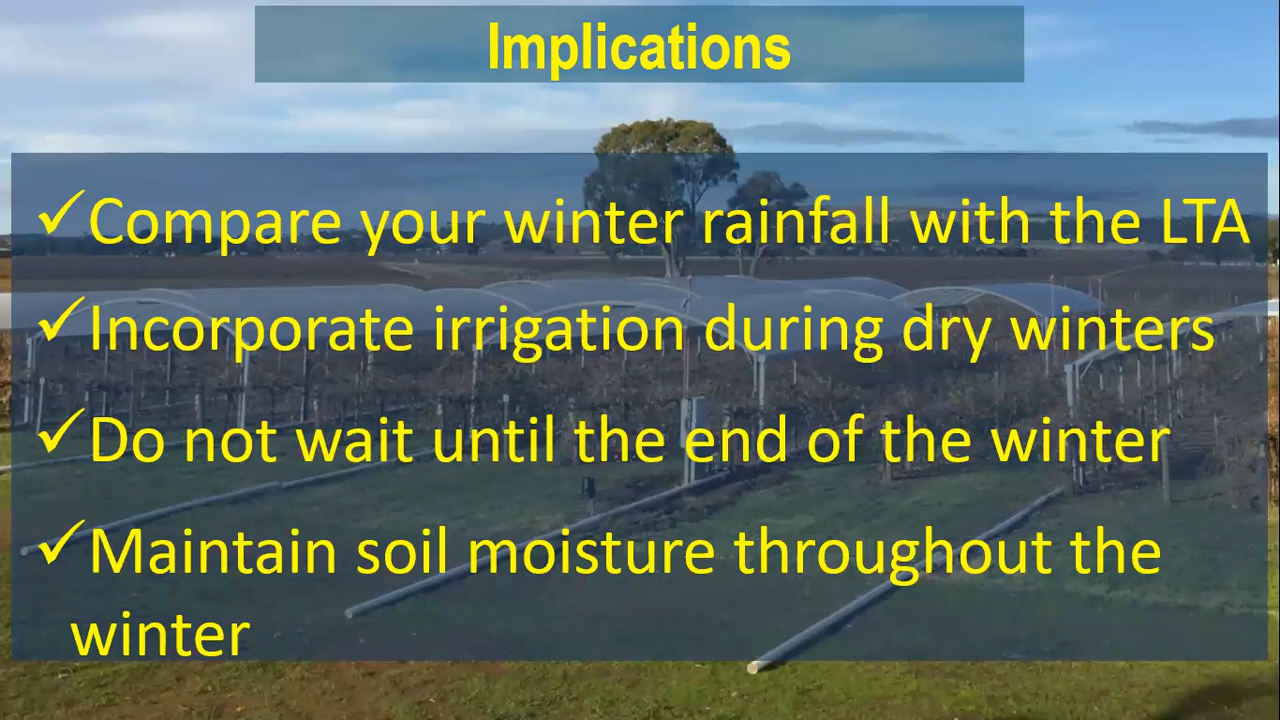 Implications
✓Compare your winter rainfall with the LTA
✓Incorporate irrigation during dry winters
✓Do not wait until the end of the winter
✓Maintain soil moisture throughout the
winter